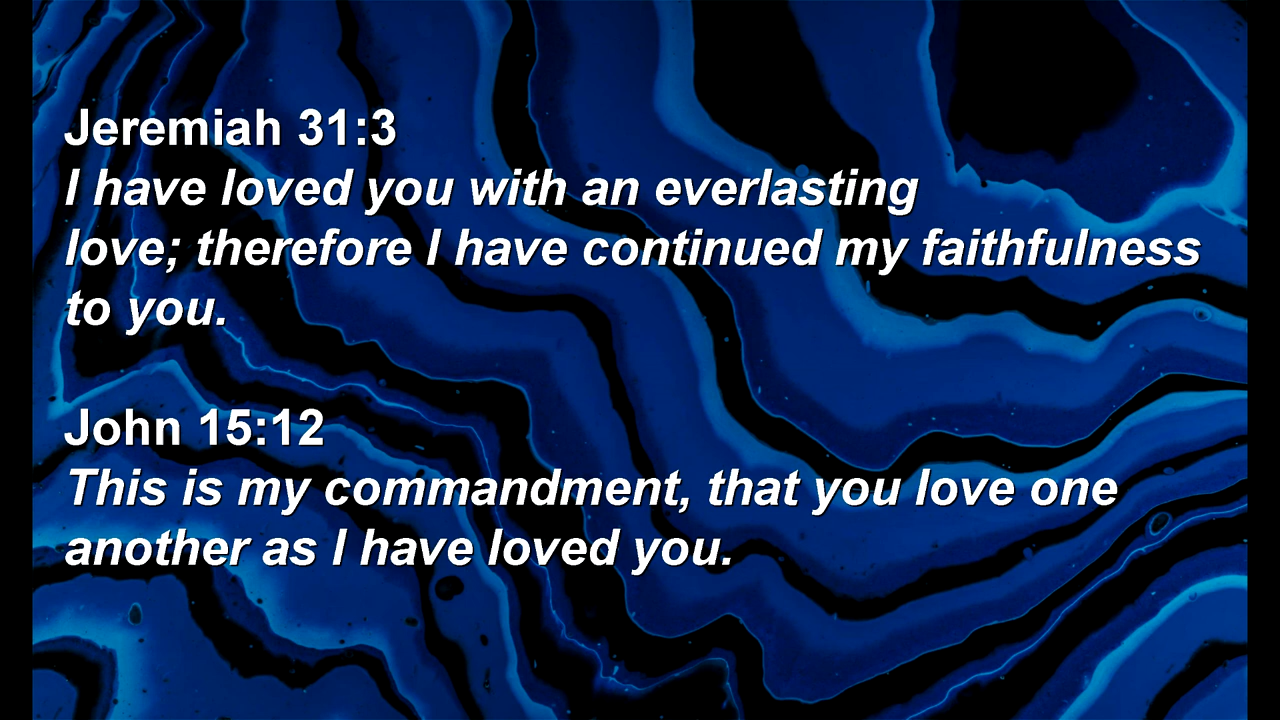 Jeremiah 31:3
I have loved you with an everlasting
love; therefore I have continued my faithfulness
to you.
John 15:12
This is my commandment, that you love one
another as I have loved you.